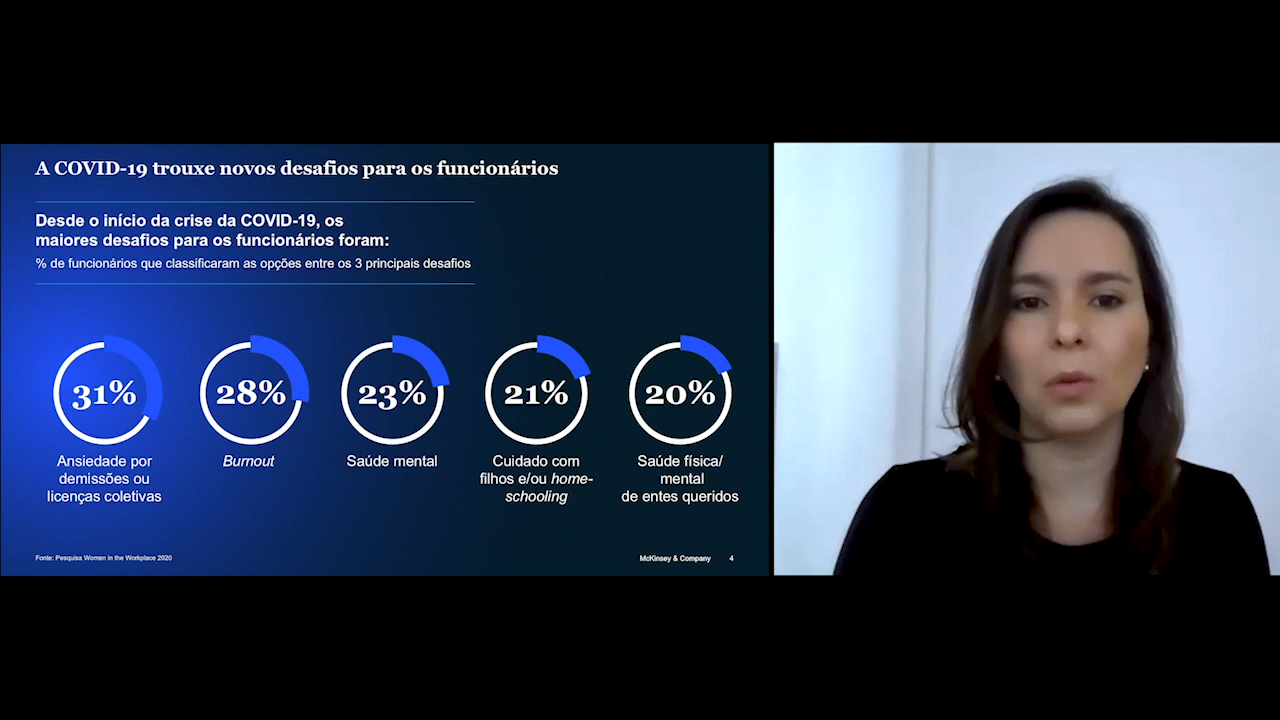 A COVID-19 trouxe novos desafios para os funcionários
Desde o início da crise da COVID-19, os
maiores desafios para os funcionários foram:
% de funcionários que classificaram as opções entre os 3 principais desafios
31%
Ansiedade por
demissões ou
licenças coletivas
28%
Burnout
23%
Saúde mental
21%
Cuidado com
filhos e/ou home-
schooling
20%
Saúde física/
mental
de entes queridos
Fonte: Pesquisa Women in the Workplace 2020
McKinsey & Company 4